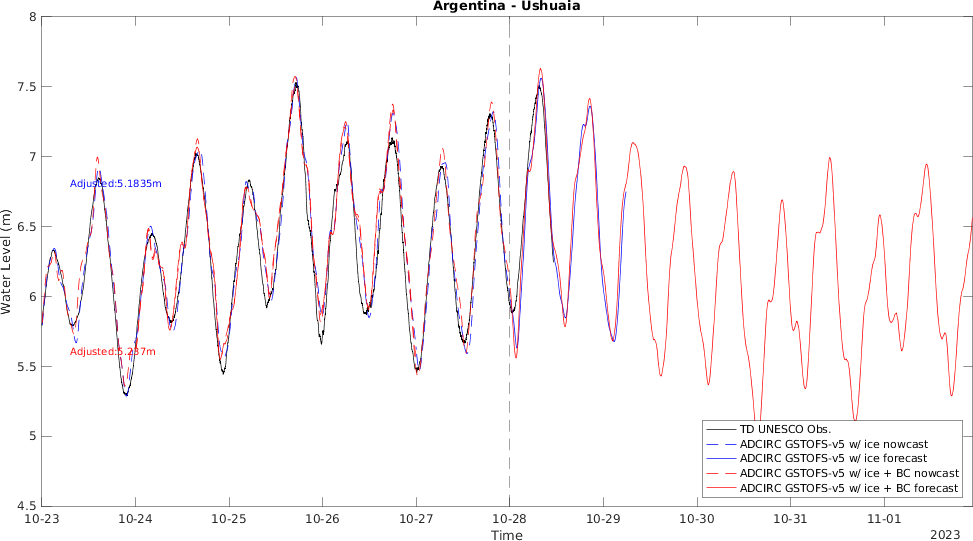 Argentina - Ushuaia
8
7.5
7
6.5
6
5.5
5
4.5
Water Level (m)
Adjusted:5.1835m
Adjusted:5.237m
TD UNESCO Obs.
ADCIRC GSTOFS-v5 w/ ice nowcast
ADCIRC GSTOFS-v5 w/ ice forecast
ADCIRC GSTOFS-v5 w/ ice + BC nowcast
ADCIRC GSTOFS-v5 w/ ice + BC forecast
10-23 10-24 10-25 10-26 10-27 10-28 10-29 10-30 10-31 11-01
Time
2023